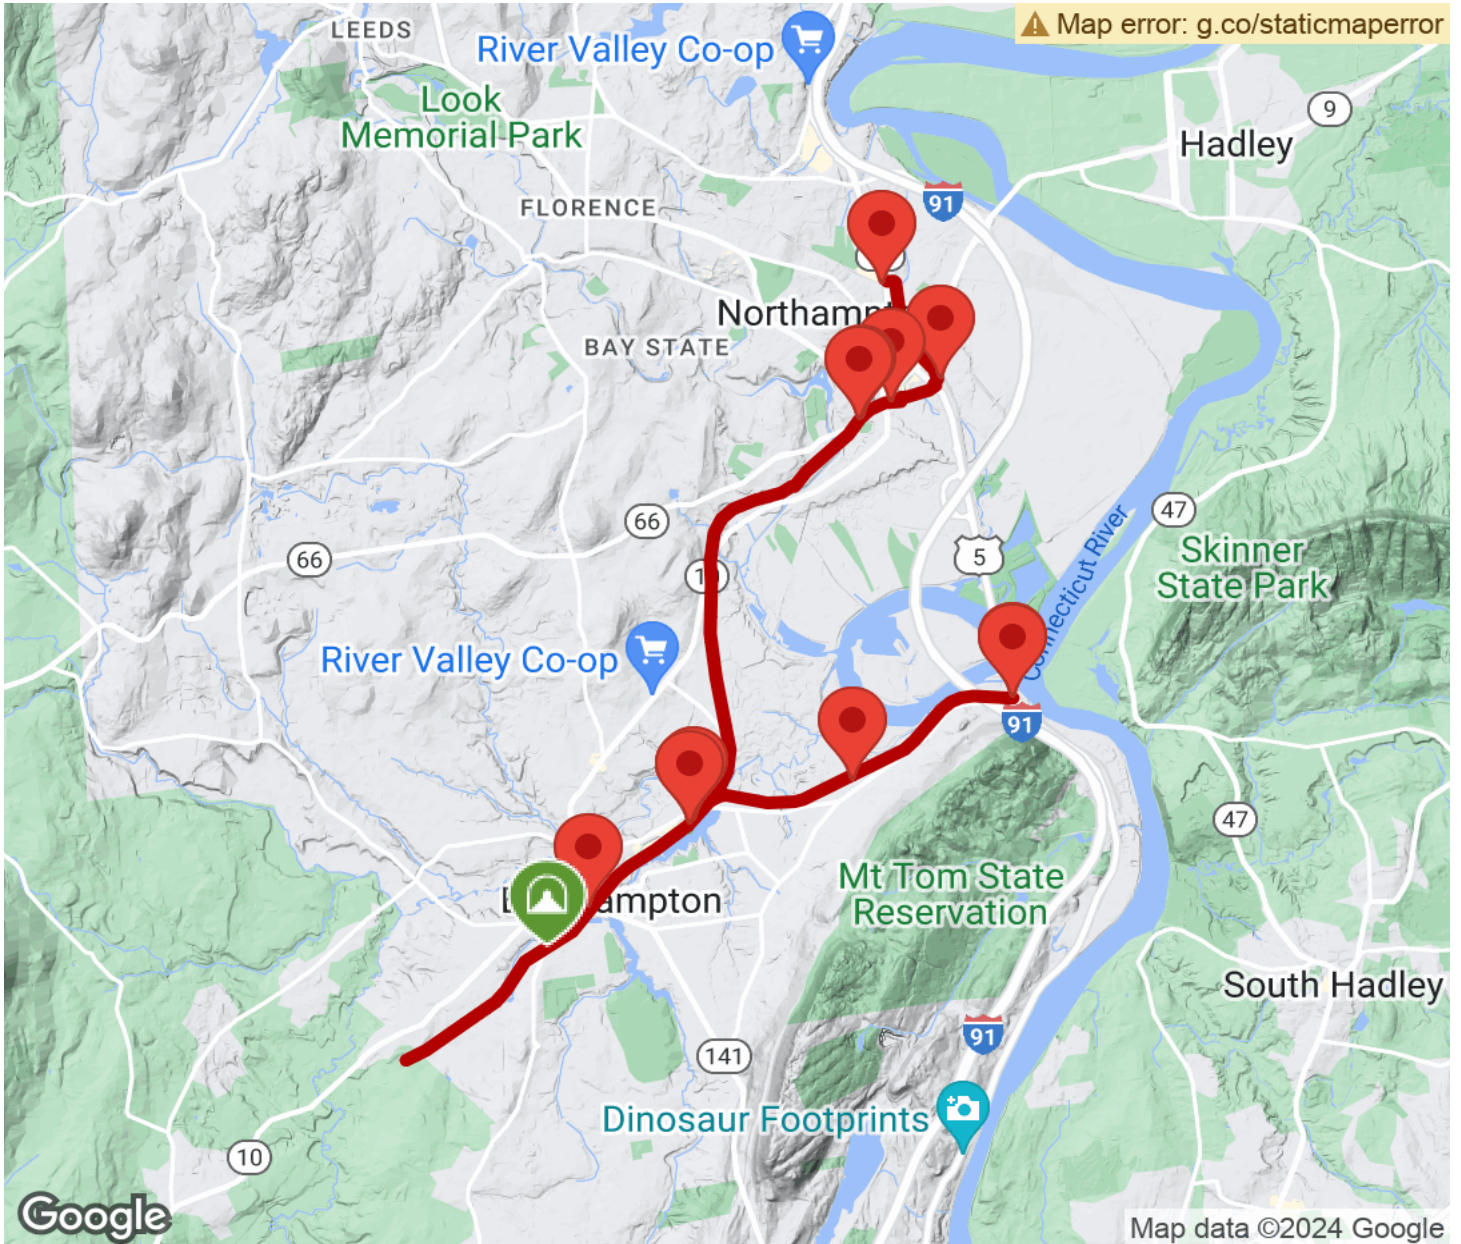 LEEDS
River Valley Co-op
Map error: g.co/staticmaperror
Look
Memorial Park
9
Hadley
FLORENCE
91
Northamp
BAY STATE
66
47
5
Skinner
State Park
66
Connecticut River
River Valley Co-op
91
47
Mt Tom State
Reservation
ampton
South Hadley
91
141
Dinosaur Footprints
10
Google
Map data ©2024 Google